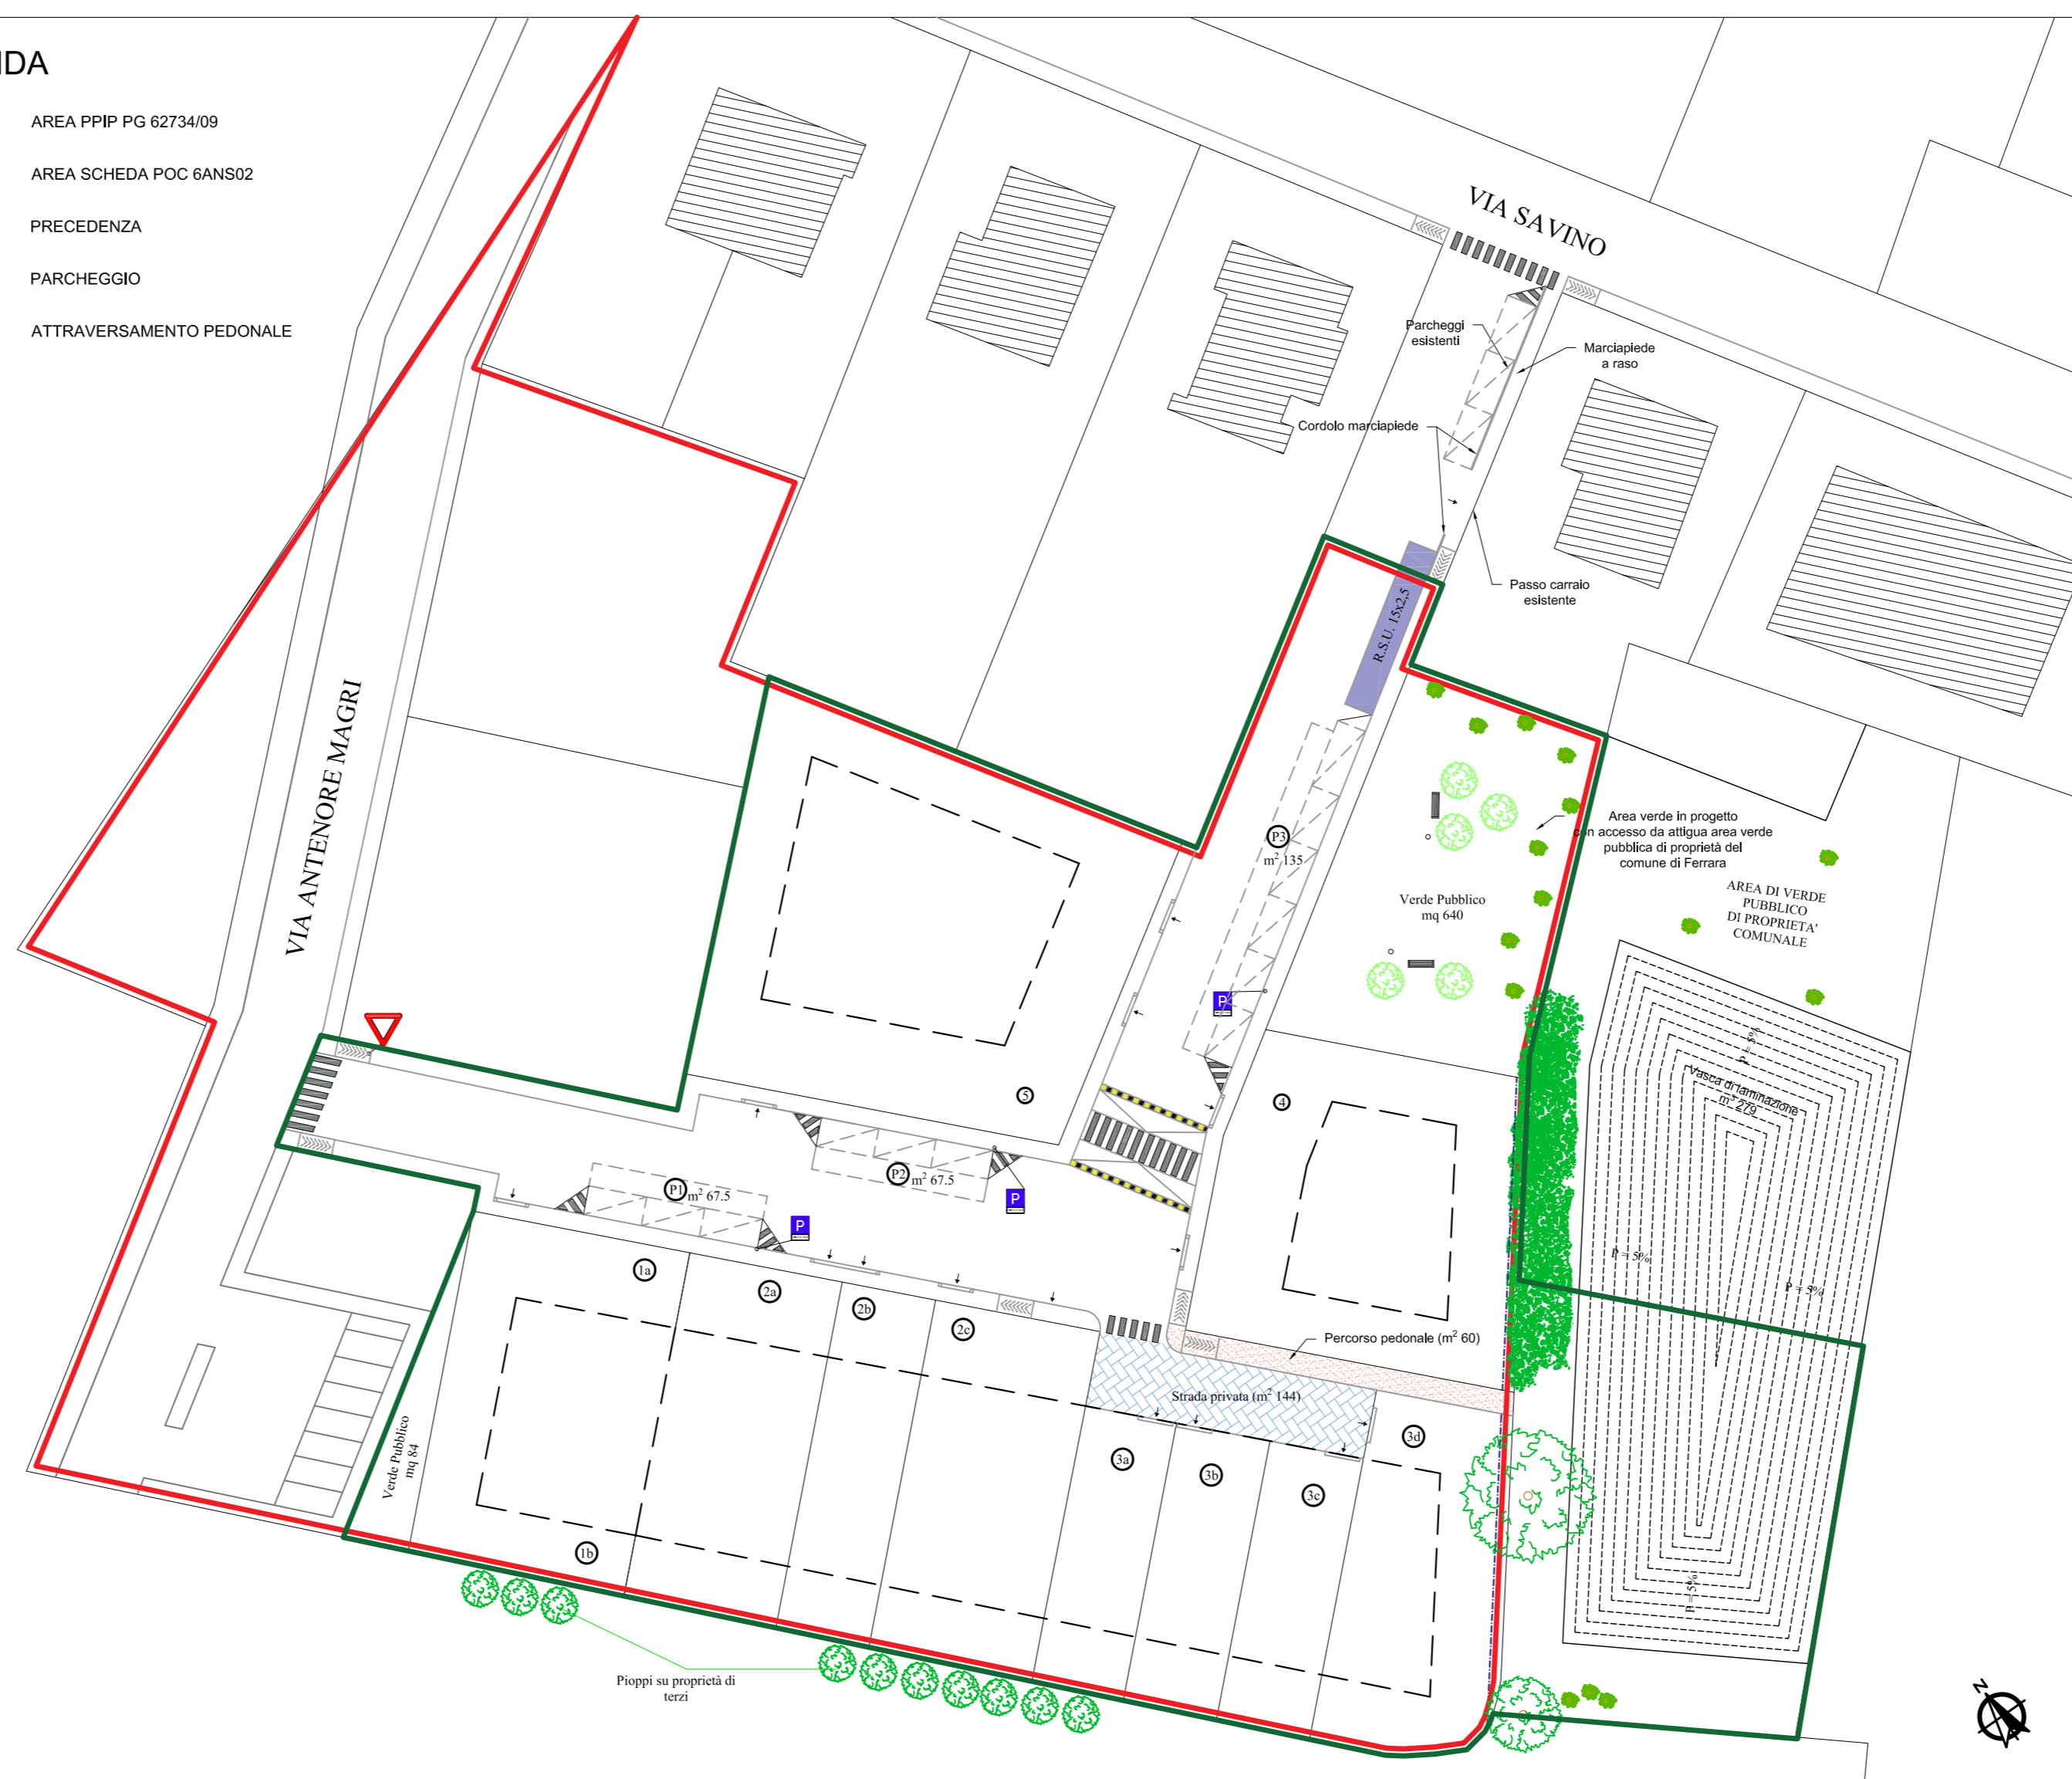 NDA
AREA PPIP PG 62734/09
AREA SCHEDA POC 6ANS02
PRECEDENZA
PARCHEGGIO
ATTRAVERSAMENTO PEDONALE
VIA SAVINO
Parcheggi
esistenti
Marciapiede
a raso
Cordolo marciapiede
Passo carraio
esistente
R.S.U. 15x2,5
VIA ANTENORE MAGRI
P3
m² 135
Area verde in progetto
con accesso da attigua area verde
pubblica di proprietà del
comune di Ferrara
Verde Pubblico
mq 640
AREA DI VERDE
PUBBLICO
DI PROPRIETA'
COMUNALE
P
P = 5%
Vasca di laminazione
m³ 279
5
4
P2 m² 67.5
P1 m² 67.5
P
P
P = 5%
P = 5%
1a
2a
2b
2c
Percorso pedonale (m² 60)
Strada privata (m² 144)
3a
3b
3c
3d
Verde Pubblico
mq 84
1b
P = 5%
Pioppi su proprietà di
terzi
N